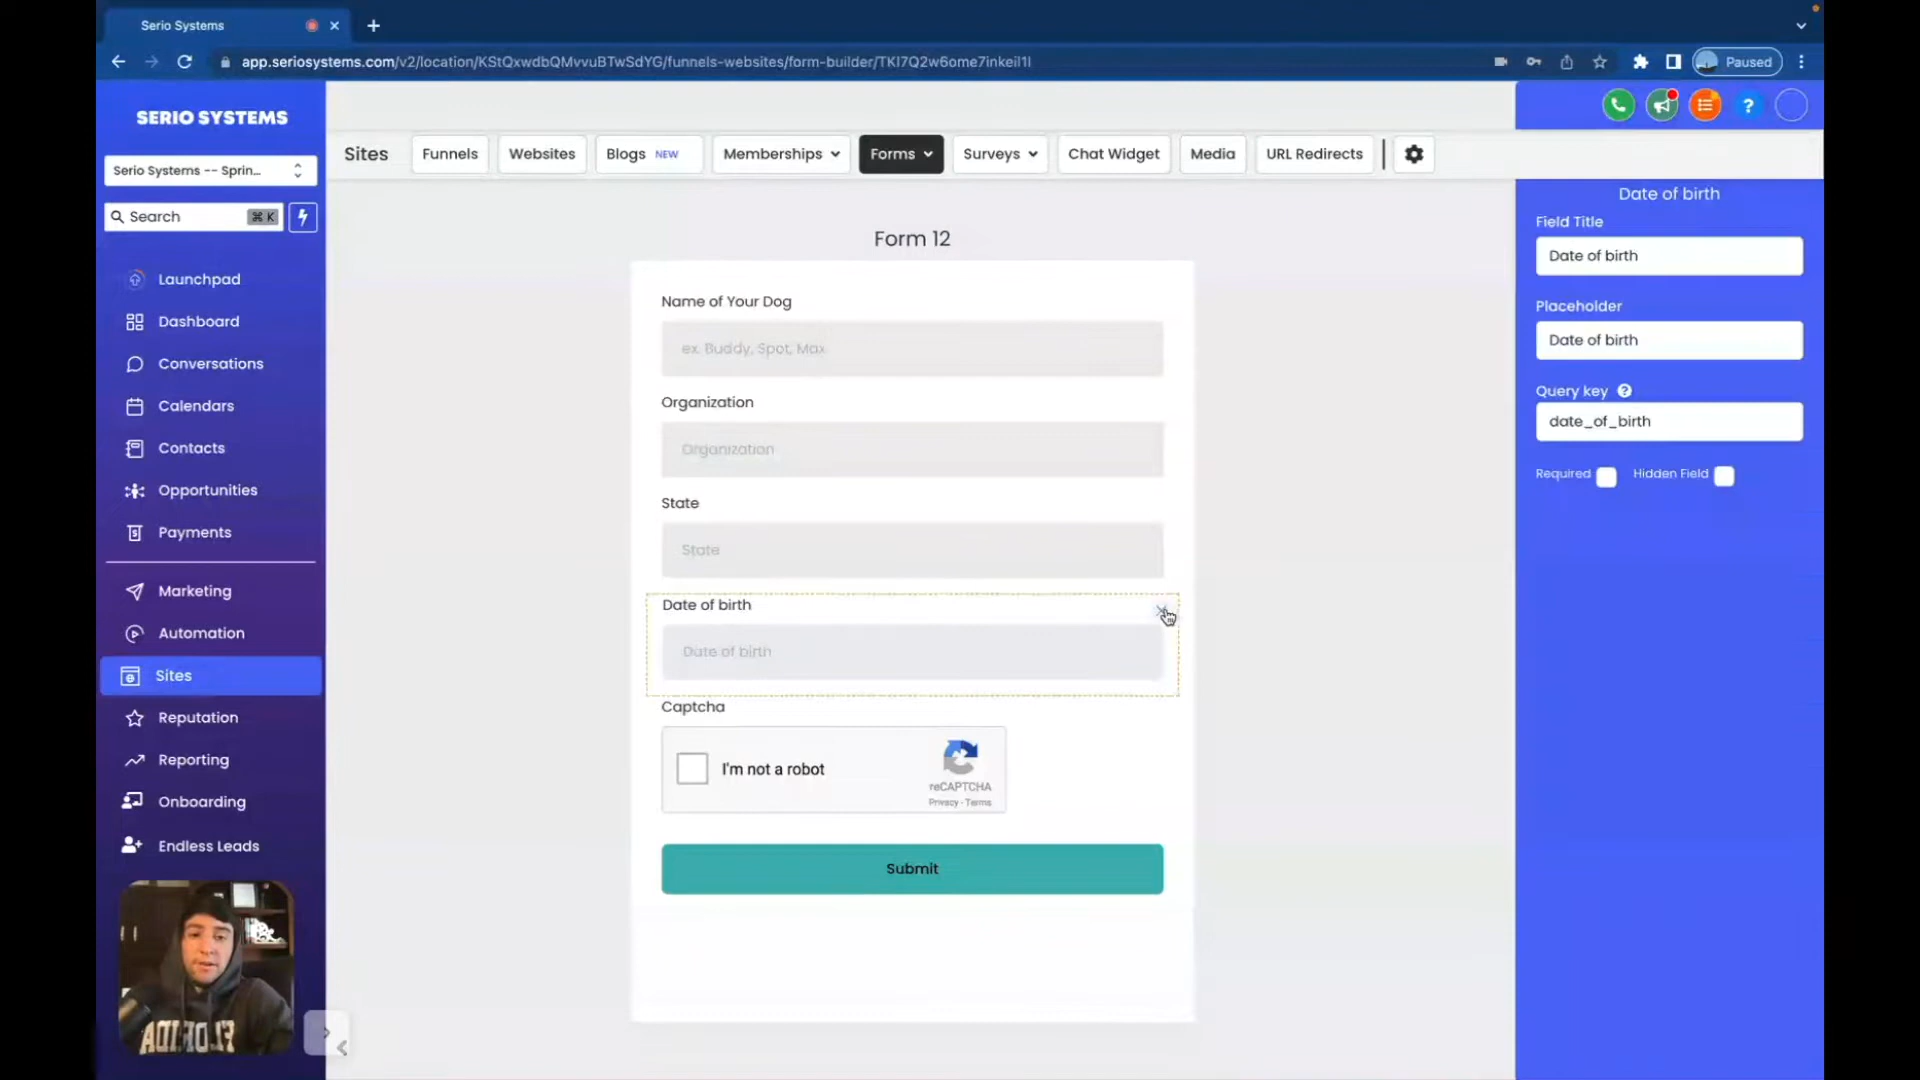 Serio Systems
app.seriosystems.com/v2/location/KStQxwdbQMvvuBTwSdYG/funnels-websites/form-builder/TKI7Q2w6ome7inkeil1I
Paused
SERIO SYSTEMS
Serio Systems -- Sprin...
Search
⌘ K
Launchpad
Dashboard
Conversations
Calendars
Contacts
Opportunities
Payments
Marketing
Automation
Sites
Reputation
Reporting
Onboarding
Endless Leads
Sites
Funnels
Websites
Blogs NEW
Memberships
Forms
Surveys
Chat Widget
Media
URL Redirects
Form 12
Name of Your Dog
ex. Buddy, Spot, Max
Organization
Organization
State
State
Date of birth
Date of birth
Captcha
I'm not a robot
reCAPTCHA
Privacy - Terms
Submit
Date of birth
Field Title
Date of birth
Placeholder
Date of birth
Query key ?
date_of_birth
Required
Hidden Field
FLORIDA